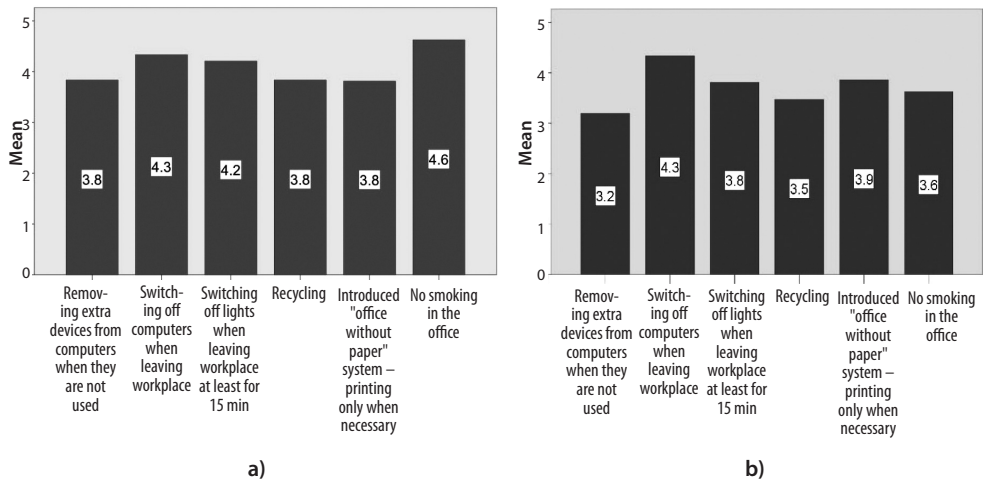 5
4
3
2
1
0
Mean
3.8
4.3
4.2
3.8
3.8
4.6
Remov-
ing extra
devices from
computers
when they
are not
used
Switch-
ing off
computers
when
leaving
workplace
Switching
off lights
when
leaving
workplace
at least for
15 min
Recycling
Introduced
"office
without
paper"
system –
printing
only when
necessary
No smoking
in the
office
a)
5
4
3
2
1
0
Mean
3.2
4.3
3.8
3.5
3.9
3.6
Remov-
ing extra
devices from
computers
when they
are not
used
Switch-
ing off
computers
when
leaving
workplace
Switching
off lights
when
leaving
workplace
at least for
15 min
Recycling
Introduced
"office
without
paper"
system –
printing
only when
necessary
No smoking
in the
office
b)